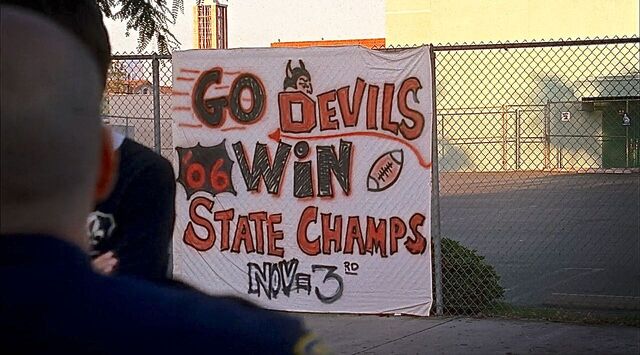 GO DEVILS
'06 WiN
STATE CHAMPS
NOV. 3RD